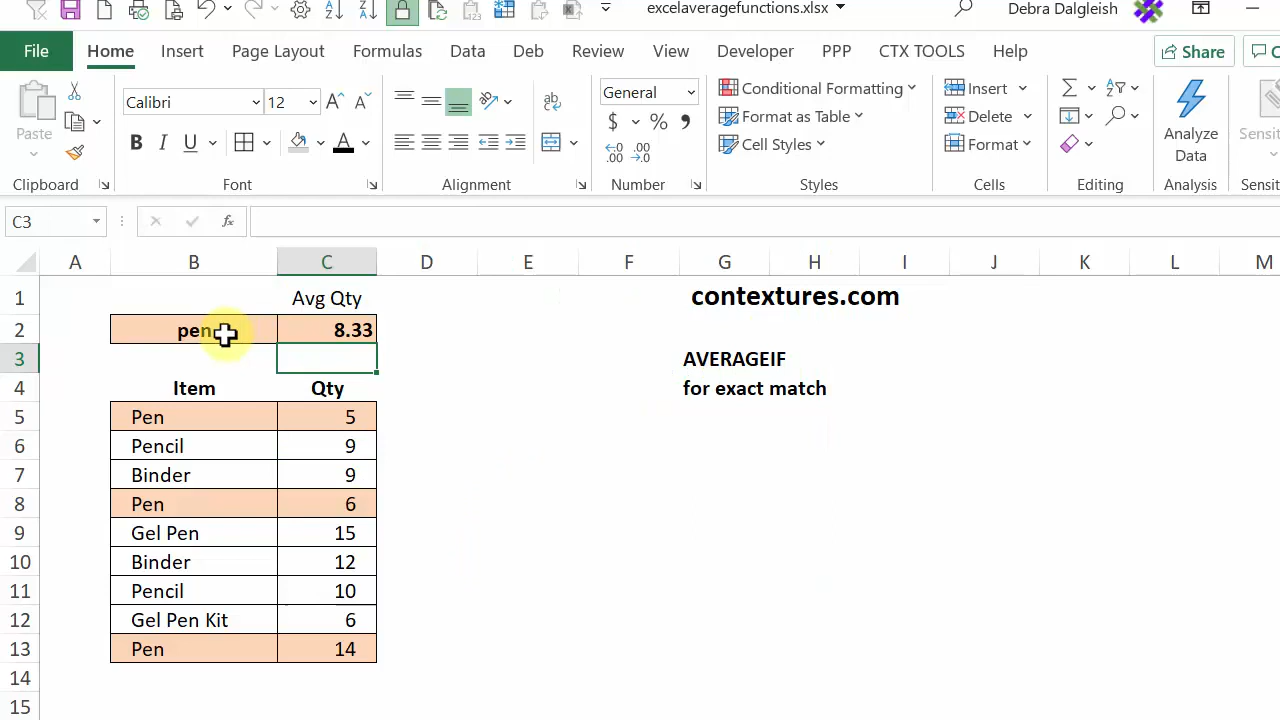 excelaveragefunctions.xlsx Debra Dalgleish
File Home Insert Page Layout Formulas Data Deb Review View Developer PPP CTX TOOLS Help Share
Calibri 12 General Conditional Formatting Insert
Paste Format as Table Delete Analyze Data
B I U A $ % Cell Styles Format
Clipboard Font Alignment Number Styles Cells Editing Analysis
C3 fx
A B C D E F G H I J K L M
1 Avg Qty contextures.com
2 pen 8.33
3 AVERAGEIF
4 Item Qty for exact match
5 Pen 5
6 Pencil 9
7 Binder 9
8 Pen 6
9 Gel Pen 15
10 Binder 12
11 Pencil 10
12 Gel Pen Kit 6
13 Pen 14
14
15